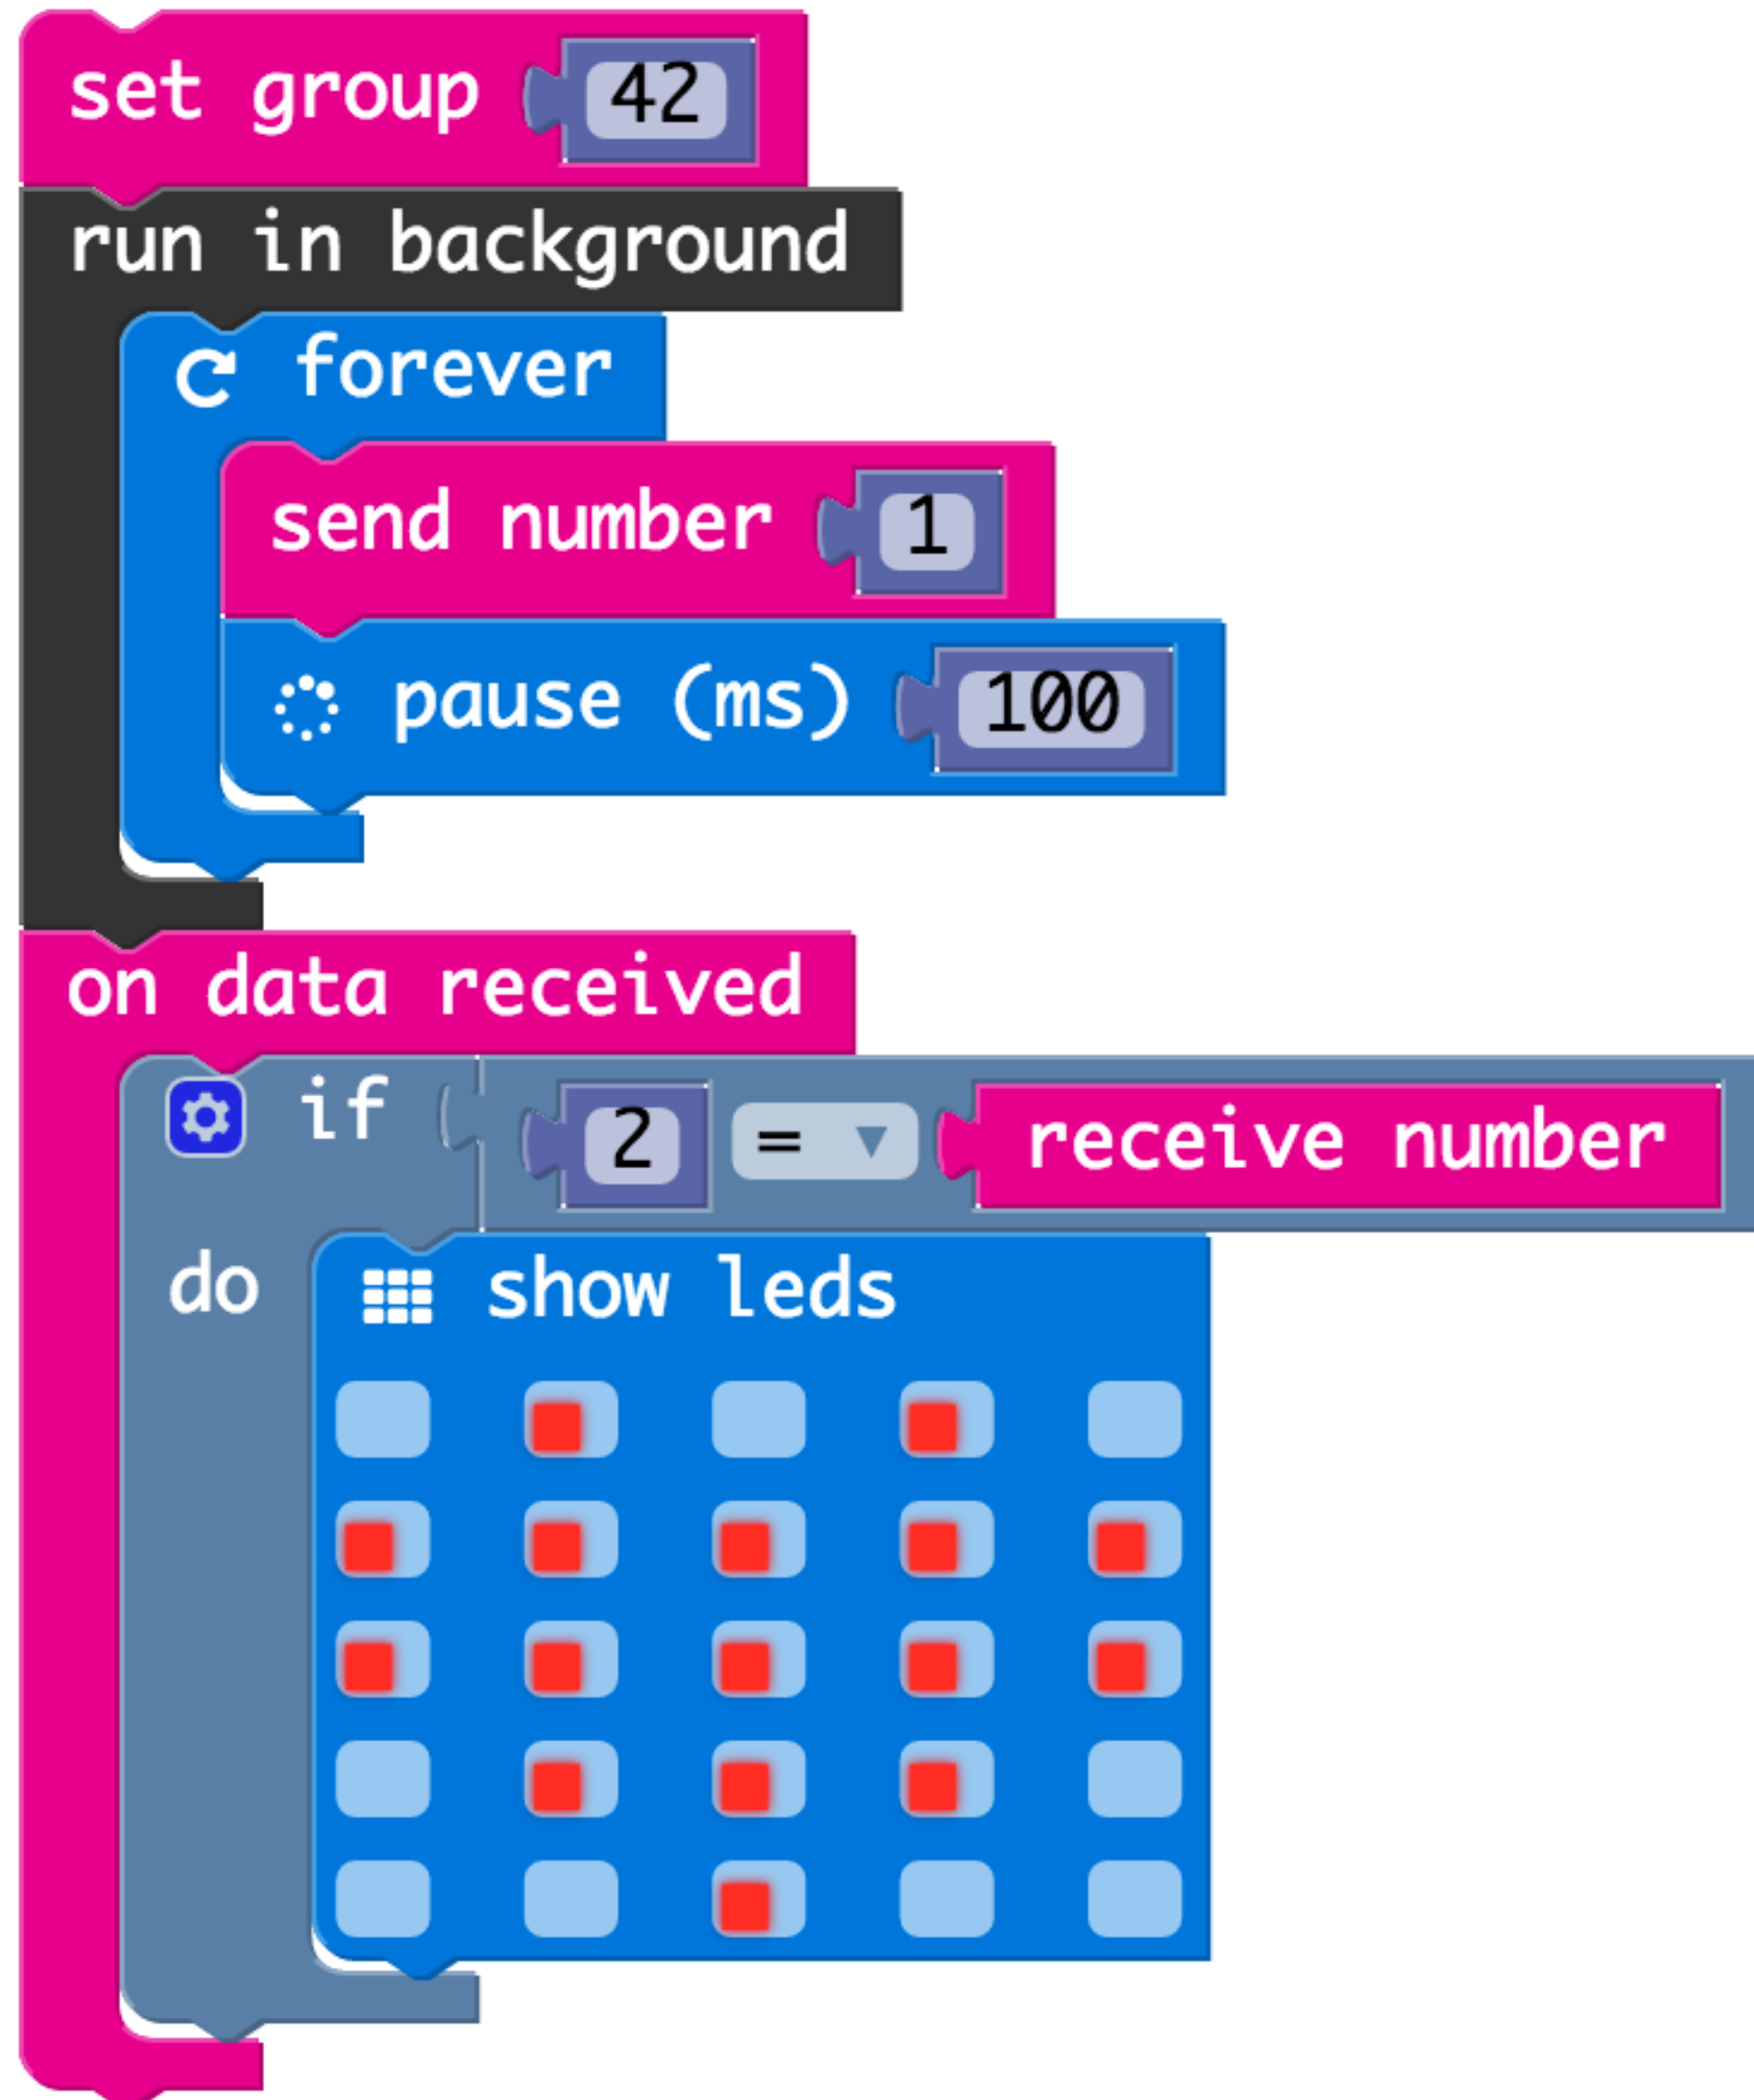 set group 42
run in background
forever
send number 1
pause (ms) 100
on data received
if 2 = ▼ receive number
do show leds